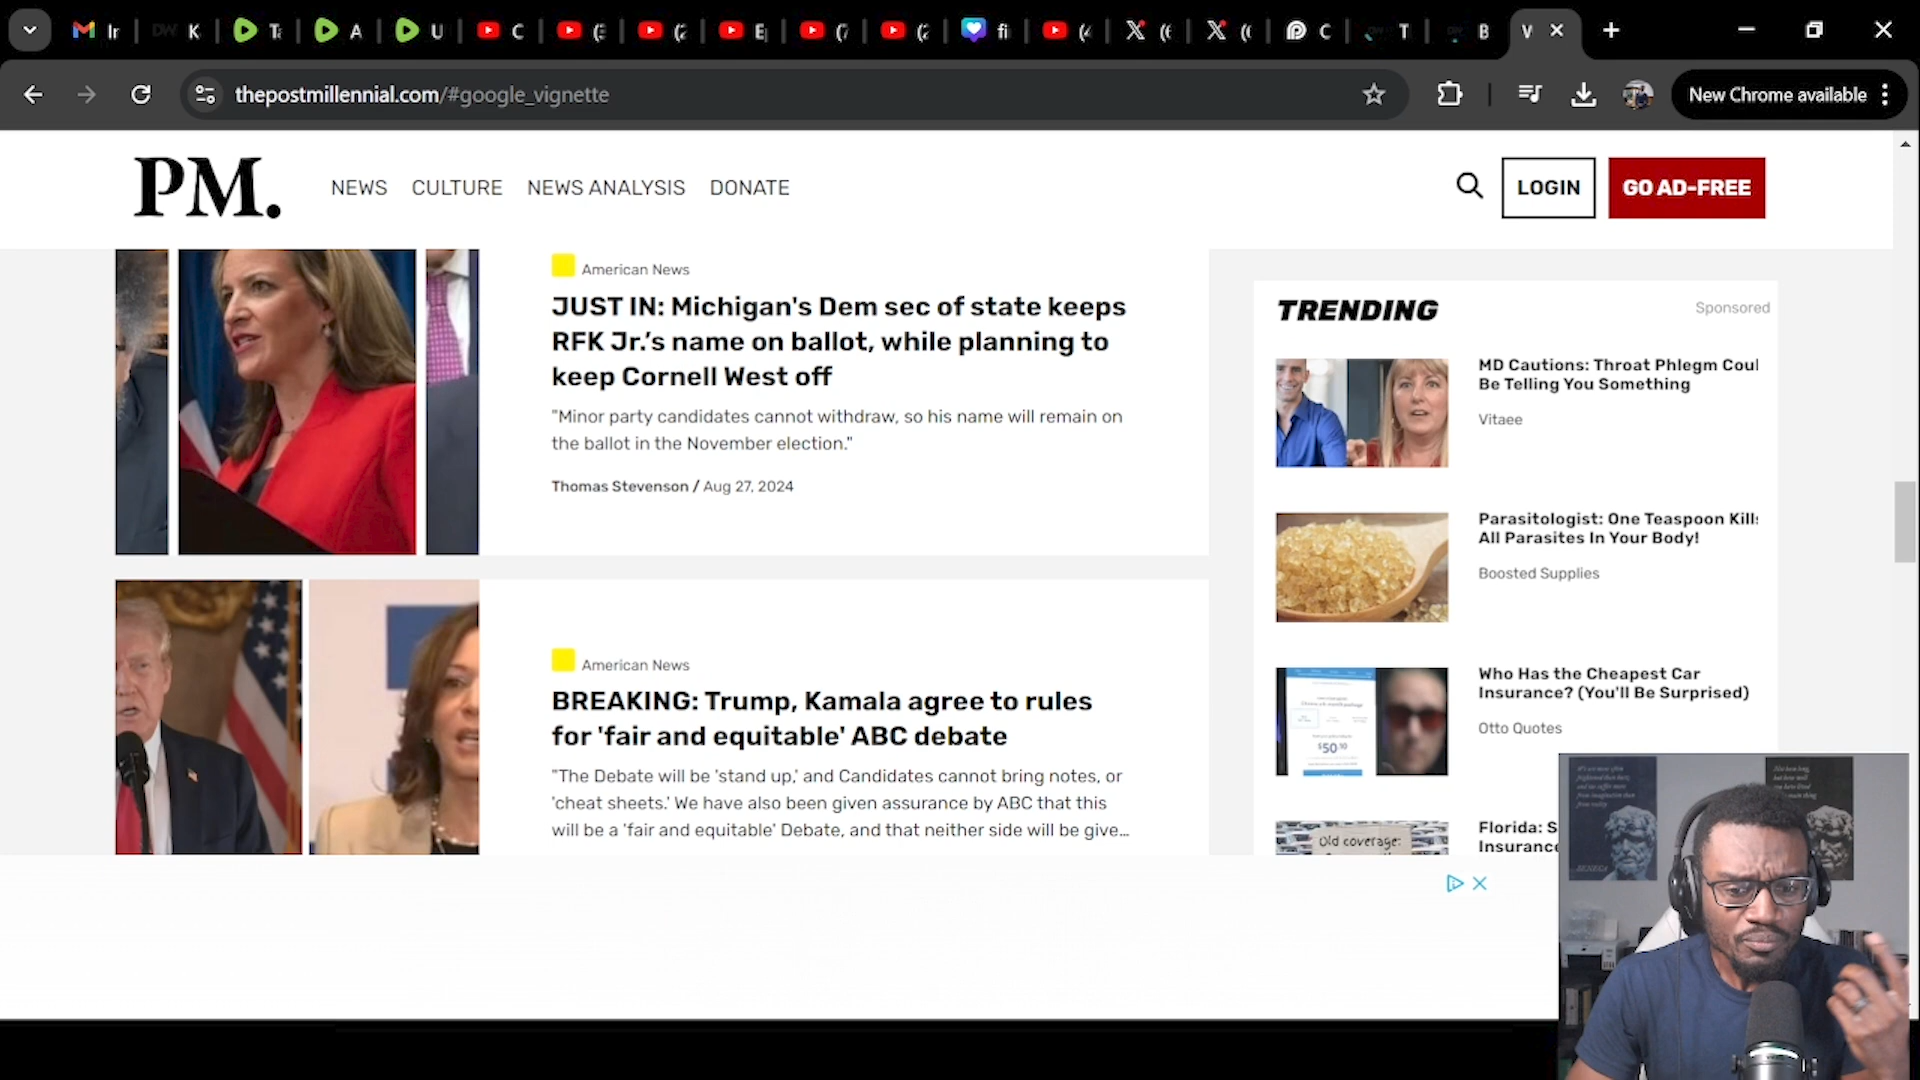 Ir
DW K
T
A
U
C
E
fi
C
T
B
V
thepostmillennial.com/#google_vignette
New Chrome available
PM.
NEWS CULTURE NEWS ANALYSIS DONATE
LOGIN
GO AD-FREE
American News
JUST IN: Michigan's Dem sec of state keeps
RFK Jr.'s name on ballot, while planning to
keep Cornell West off
"Minor party candidates cannot withdraw, so his name will remain on
the ballot in the November election."
Thomas Stevenson / Aug 27, 2024
American News
BREAKING: Trump, Kamala agree to rules
for 'fair and equitable' ABC debate
"The Debate will be 'stand up,' and Candidates cannot bring notes, or
'cheat sheets.' We have also been given assurance by ABC that this
will be a 'fair and equitable' Debate, and that neither side will be give...
TRENDING
Sponsored
MD Cautions: Throat Phlegm Coul
Be Telling You Something
Vitaee
Parasitologist: One Teaspoon Kill
All Parasites In Your Body!
Boosted Supplies
Who Has the Cheapest Car
Insurance? (You'll Be Surprised)
Otto Quotes
$50
Florida: S
Insurance
Old coverage:
SENECA